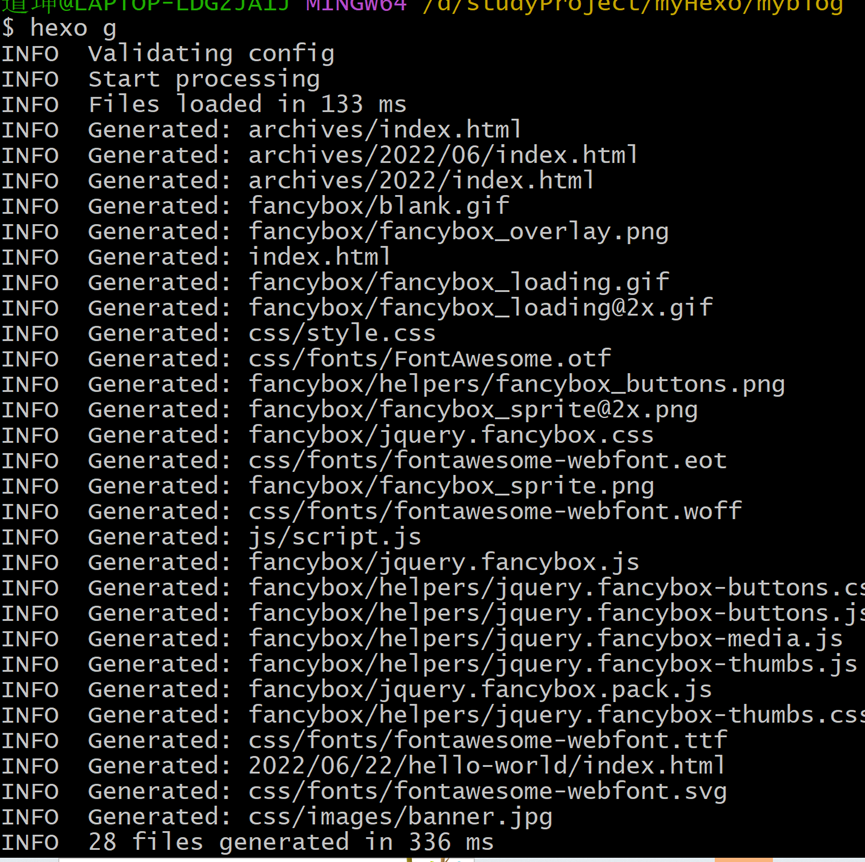 道坤@LAPTOP-LDG2JAIJ MINGW64 /d/studyProject/myHexo/myblog
$ hexo g
INFO  Validating config
INFO  Start processing
INFO  Files loaded in 133 ms
INFO  Generated: archives/index.html
INFO  Generated: archives/2022/06/index.html
INFO  Generated: archives/2022/index.html
INFO  Generated: fancybox/blank.gif
INFO  Generated: fancybox/fancybox_overlay.png
INFO  Generated: index.html
INFO  Generated: fancybox/fancybox_loading.gif
INFO  Generated: fancybox/fancybox_loading@2x.gif
INFO  Generated: css/style.css
INFO  Generated: css/fonts/FontAwesome.otf
INFO  Generated: fancybox/helpers/fancybox_buttons.png
INFO  Generated: fancybox/fancybox_sprite@2x.png
INFO  Generated: fancybox/jquery.fancybox.css
INFO  Generated: css/fonts/fontawesome-webfont.eot
INFO  Generated: fancybox/fancybox_sprite.png
INFO  Generated: css/fonts/fontawesome-webfont.woff
INFO  Generated: js/script.js
INFO  Generated: fancybox/jquery.fancybox.js
INFO  Generated: fancybox/helpers/jquery.fancybox-buttons.cs
INFO  Generated: fancybox/helpers/jquery.fancybox-buttons.js
INFO  Generated: fancybox/helpers/jquery.fancybox-media.js
INFO  Generated: fancybox/helpers/jquery.fancybox-thumbs.js
INFO  Generated: fancybox/jquery.fancybox.pack.js
INFO  Generated: fancybox/helpers/jquery.fancybox-thumbs.css
INFO  Generated: css/fonts/fontawesome-webfont.ttf
INFO  Generated: 2022/06/22/hello-world/index.html
INFO  Generated: css/fonts/fontawesome-webfont.svg
INFO  Generated: css/images/banner.jpg
INFO  28 files generated in 336 ms